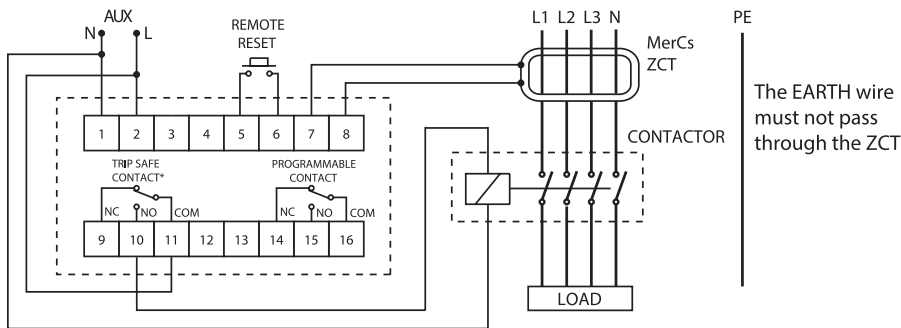 AUX
N L
REMOTE
RESET
L1 L2 L3 N
PE
MerCs
ZCT
The EARTH wire
must not pass
through the ZCT
1 2 3 4 5 6 7 8
CONTACTOR
TRIP SAFE
CONTACT*
PROGRAMMABLE
CONTACT
NC NO COM
NC NO COM
9 10 11 12 13 14 15 16
LOAD